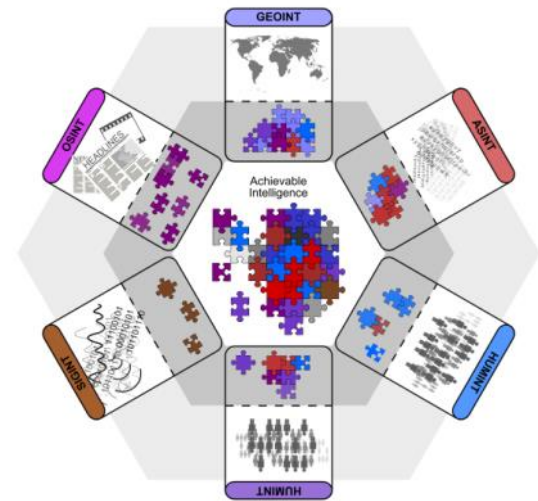 GEOINT
OSINT
HEADLINES
ASINT
Achievable
Intelligence
SIGINT
HUMINT
HUMINT